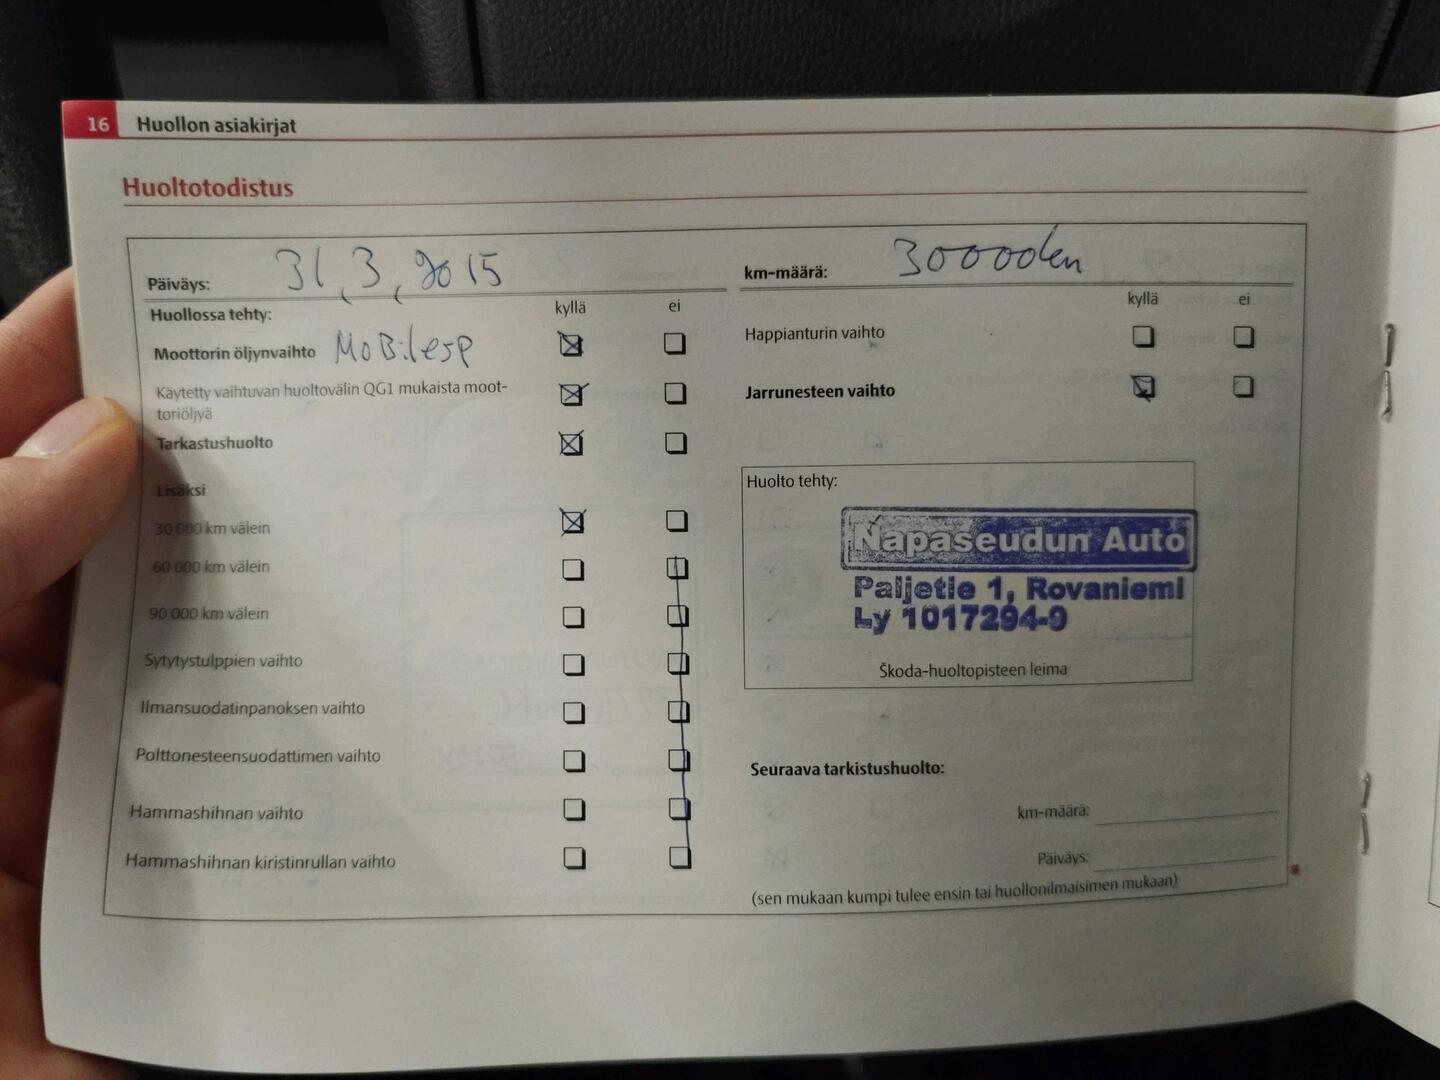 16 Huollon asiakirjat
Huoltotodistus
Päiväys: 31.3.2015
km-määrä: 30000km
Huollossa tehty:
kyllä ei
Moottorin öljynvaihto MoBil esp
Käytetty vaihtuvan huoltovälin QG1 mukaista moot-
toriöljyä
Tarkastushuolto
Lisäksi
30 000 km välein
60 000 km välein
90 000 km välein
Sytytystulppien vaihto
Ilmansuodatinpanoksen vaihto
Polttonesteensuodattimen vaihto
Hammashihnan vaihto
Hammashihnan kiristinrullan vaihto
kyllä ei
Happianturin vaihto
Jarrunesteen vaihto
Huolto tehty:
Napaseudun Auto
Paljetie 1, Rovaniemi
Ly 1017294-9
Škoda-huoltopisteen leima
Seuraava tarkistushuolto:
km-määrä:
Päiväys:
(sen mukaan kumpi tulee ensin tai huollonilmaisimen mukaan)